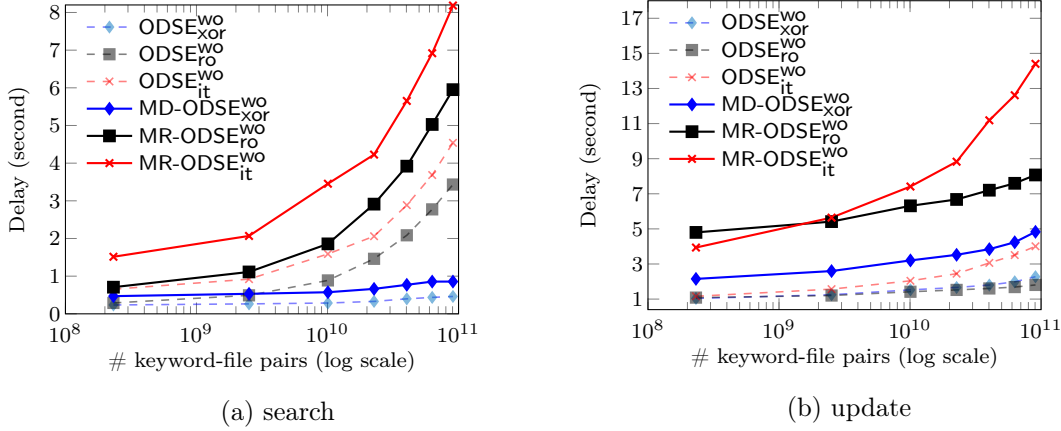 8
7
6
5
4
3
2
1
0
Delay (second)
ODSE^wo_xor
ODSE^wo_ro
ODSE^wo_it
MD-ODSE^wo_xor
MR-ODSE^wo_ro
MR-ODSE^wo_it
10^8 10^9 10^10 10^11
# keyword-file pairs (log scale)
(a) search
17
15
13
11
9
7
5
3
1
Delay (second)
ODSE^wo_xor
ODSE^wo_ro
ODSE^wo_it
MD-ODSE^wo_xor
MR-ODSE^wo_ro
MR-ODSE^wo_it
10^8 10^9 10^10 10^11
# keyword-file pairs (log scale)
(b) update